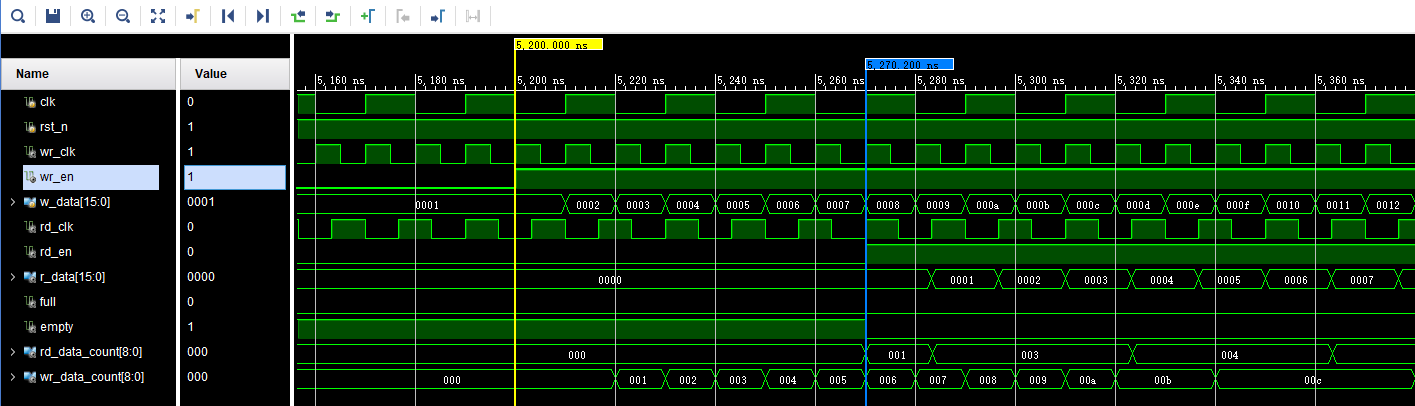 5,200.000 ns
5,270.200 ns
Name Value
5,160 ns 5,180 ns 5,200 ns 5,220 ns 5,240 ns 5,260 ns 5,280 ns 5,300 ns 5,320 ns 5,340 ns 5,360 ns
clk 0
rst_n 1
wr_clk 1
wr_en 1
w_data[15:0] 0001 0001 0002 0003 0004 0005 0006 0007 0008 0009 000a 000b 000c 000d 000e 000f 0010 0011 0012
rd_clk 0
rd_en 0
r_data[15:0] 0000 0000 0001 0002 0003 0004 0005 0006 0007
full 0
empty 1
rd_data_count[8:0] 000 000 001 003 004
wr_data_count[8:0] 000 000 001 002 003 004 005 006 007 008 009 00a 00b 00c